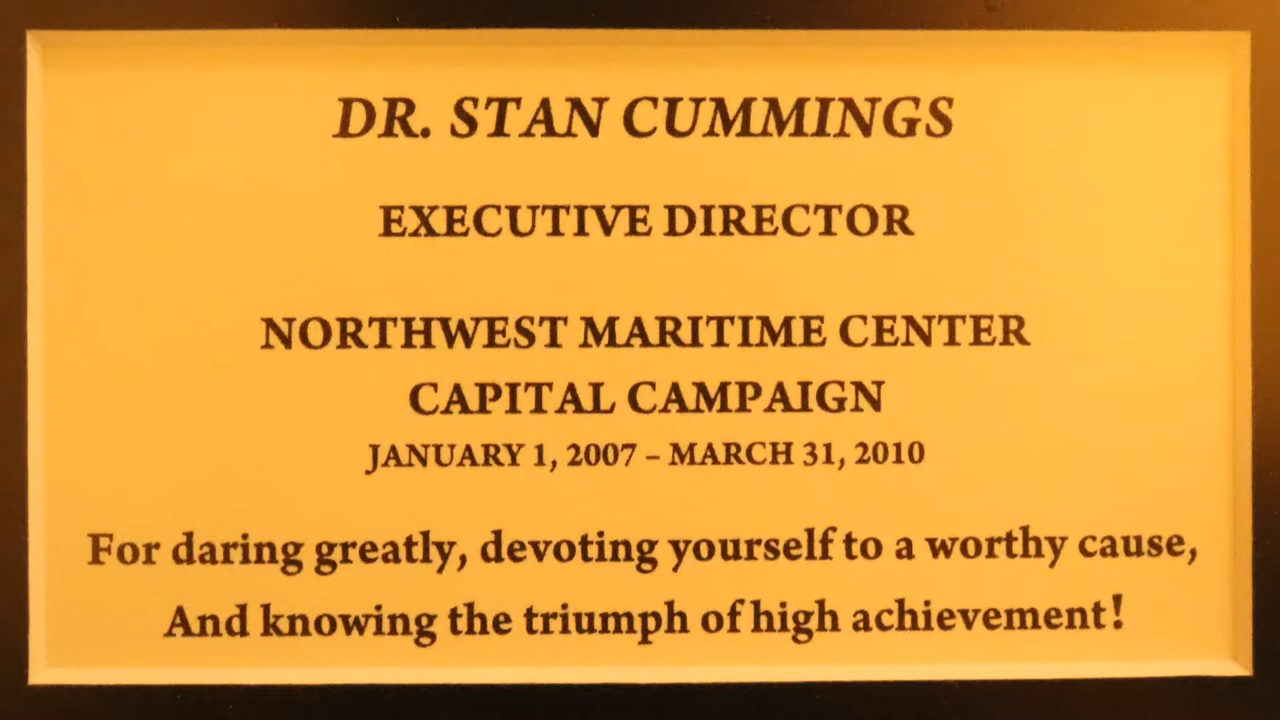 DR. STAN CUMMINGS
EXECUTIVE DIRECTOR
NORTHWEST MARITIME CENTER
CAPITAL CAMPAIGN
JANUARY 1, 2007 – MARCH 31, 2010
For daring greatly, devoting yourself to a worthy cause,
And knowing the triumph of high achievement!